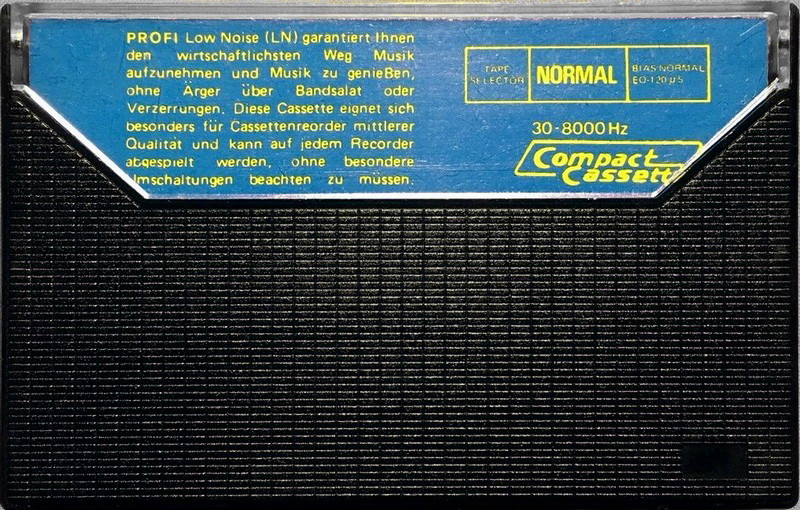 PROFI Low Noise (LN) garantiert Ihnen
den wirtschaftlichsten Weg Musik
aufzunehmen und Musik zu genießen,
ohne Ärger über Bandsalat oder
Verzerrungen. Diese Cassette eignet sich
besonders für Cassettenreorder mittlerer
Qualität und kann auf jedem Recorder
abgespielt werden, ohne besondere
Umschaltungen beachten zu müssen.
TAPE
SELECTOR
NORMAL
BIAS NORMAL
EQ-120 µS
30-8000 Hz
Compact
Cassette